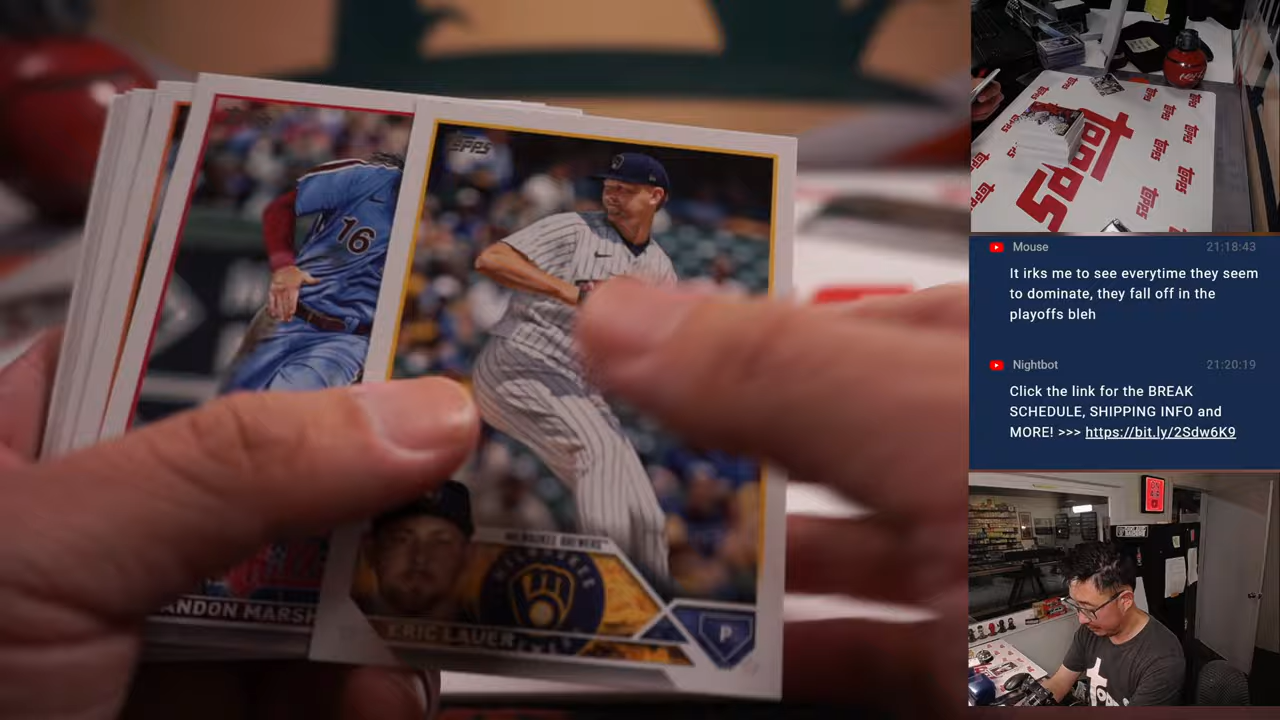 TOPPS
16
MILWAUKEE BREWERS
ERIC LAUER
P
ANDON MARSH
TOPPS
Mouse 21:18:43
It irks me to see everytime they seem
to dominate, they fall off in the
playoffs bleh
Nightbot 21:20:19
Click the link for the BREAK
SCHEDULE, SHIPPING INFO and
MORE! >>> https://bit.ly/2Sdw6K9